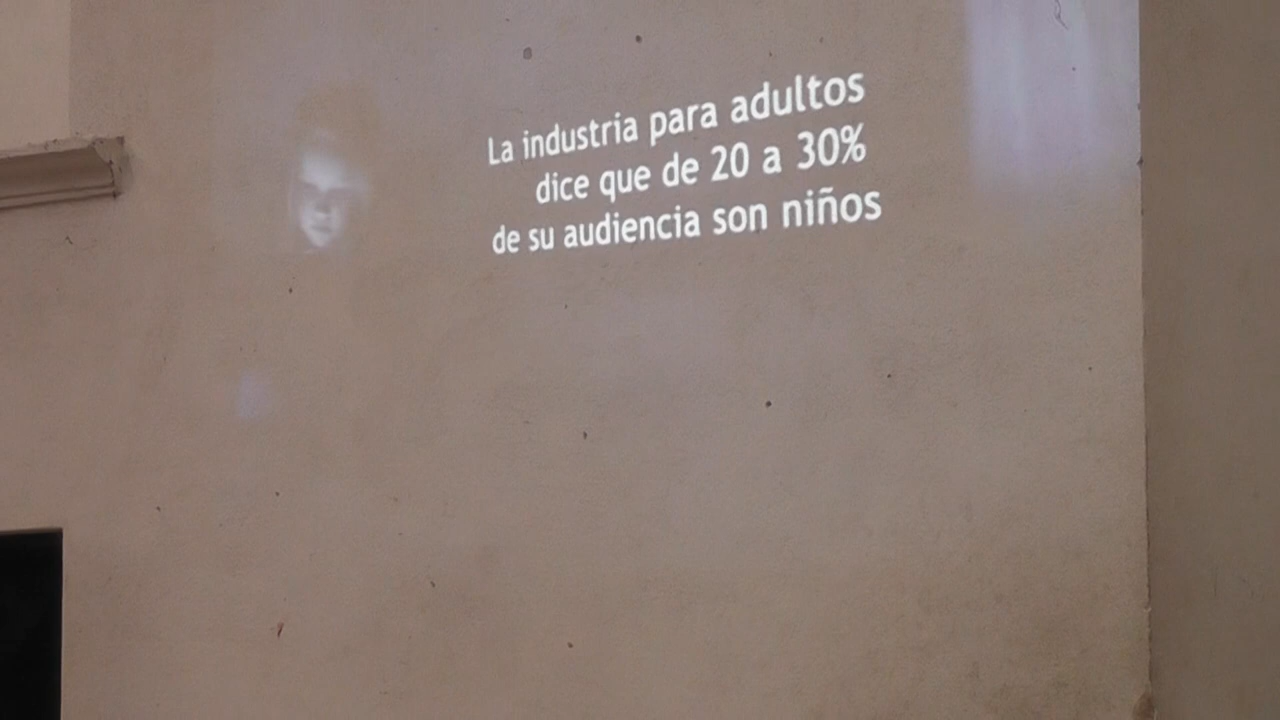 La industria para adultos
dice que de 20 a 30%
de su audiencia son niños